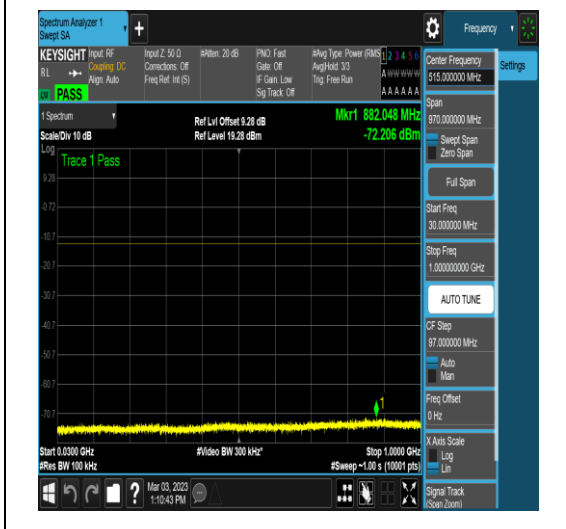 Spectrum Analyzer 1
Swept SA
+
Frequency
KEYSIGHT
RL
LXI
PASS
Input: RF
Coupling: DC
Align: Auto
Input Z: 50 Ω
Corrections: Off
Freq Ref: Int (S)
#Atten: 20 dB
PNO: Fast
Gate: Off
IF Gain: Low
Sig Track: Off
#Avg Type: Power (RMS
Avg|Hold: 3/3
Trig: Free Run
1 2 3 4 5 6
A W W W W W
A A A A A A
1 Spectrum
Scale/Div 10 dB
Log
Ref Lvl Offset 9.28 dB
Ref Level 19.28 dBm
Mkr1 882.048 MHz
-72.206 dBm
Trace 1 Pass
9.28
-0.72
-10.7
-20.7
-30.7
-40.7
-50.7
-60.7
-70.7
1
Start 0.0300 GHz
#Res BW 100 kHz
#Video BW 300 kHz*
Stop 1.0000 GHz
#Sweep ~1.00 s (10001 pts)
?
Mar 03, 2023
1:10:43 PM
Center Frequency
515.000000 MHz
Settings
Span
970.000000 MHz
Swept Span
Zero Span
Full Span
Start Freq
30.000000 MHz
Stop Freq
1.000000000 GHz
AUTO TUNE
CF Step
97.000000 MHz
Auto
Man
Freq Offset
0 Hz
X Axis Scale
Log
Lin
Signal Track
(Span Zoom)